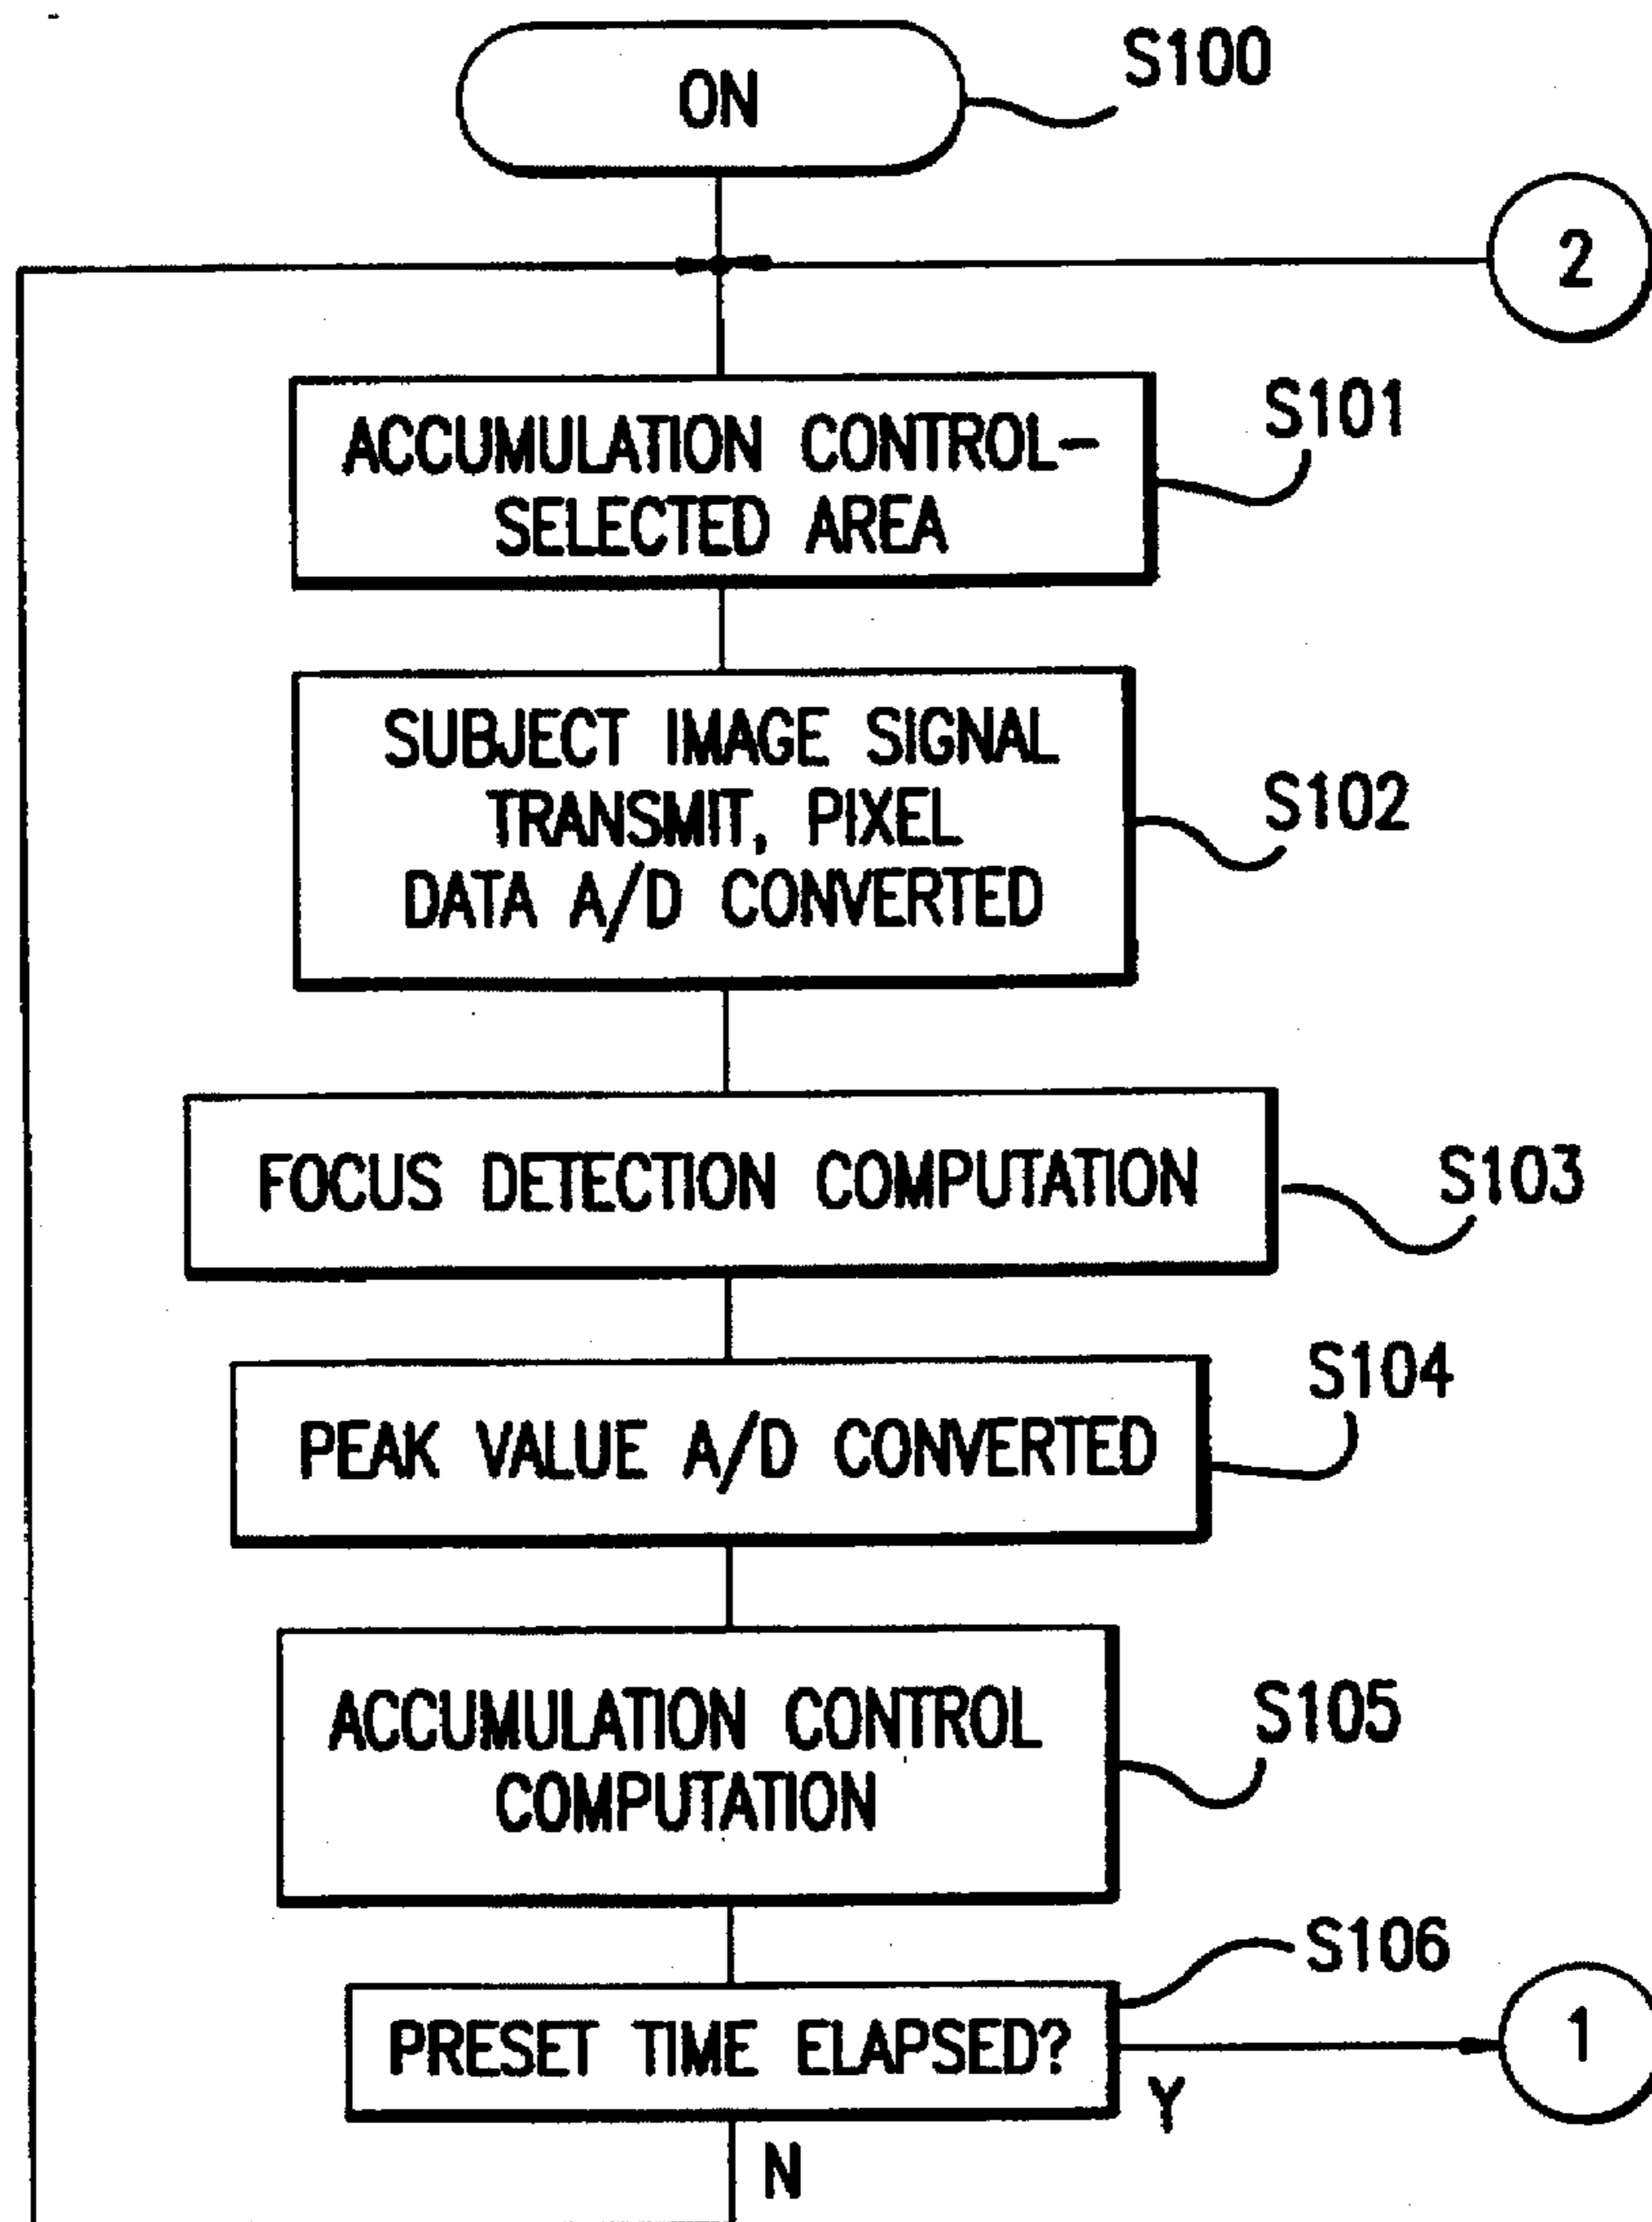 ON
S100
2
ACCUMULATION CONTROL-
SELECTED AREA
S101
SUBJECT IMAGE SIGNAL
TRANSMIT, PIXEL
DATA A/D CONVERTED
S102
FOCUS DETECTION COMPUTATION
S103
PEAK VALUE A/D CONVERTED
S104
ACCUMULATION CONTROL
COMPUTATION
S105
S106
PRESET TIME ELAPSED?
1
Y
N